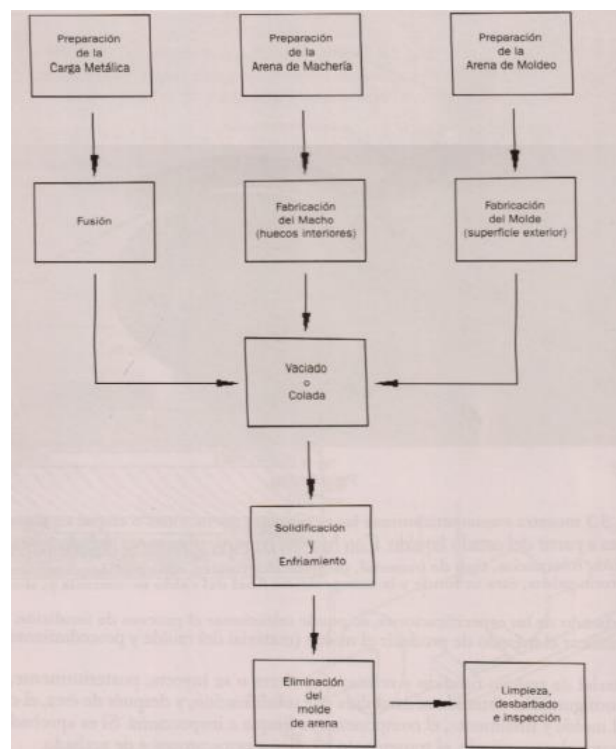 Preparación
de la
Carga Metálica
Preparación
de la
Arena de Machería
Preparación
de la
Arena de Moldeo
Fusión
Fabricación
del Macho
(huecos interiores)
Fabricación
del Molde
(superficie exterior)
Vaciado
o
Colada
Solidificación
y
Enfriamiento
Eliminación
del
molde
de arena
Limpieza,
desbarbado
e inspección